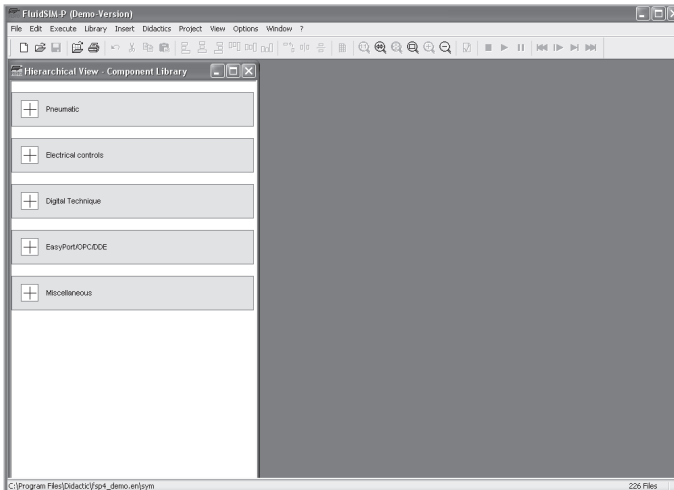 FluidSIM-P (Demo-Version)
File Edit Execute Library Insert Didactics Project View Options Window ?
Hierarchical View - Component Library
Pneumatic
Electrical controls
Digital Technique
EasyPort/OPC/DDE
Miscellaneous
C:\Program Files\Didactic\fsp4_demo.en\sym 226 Files